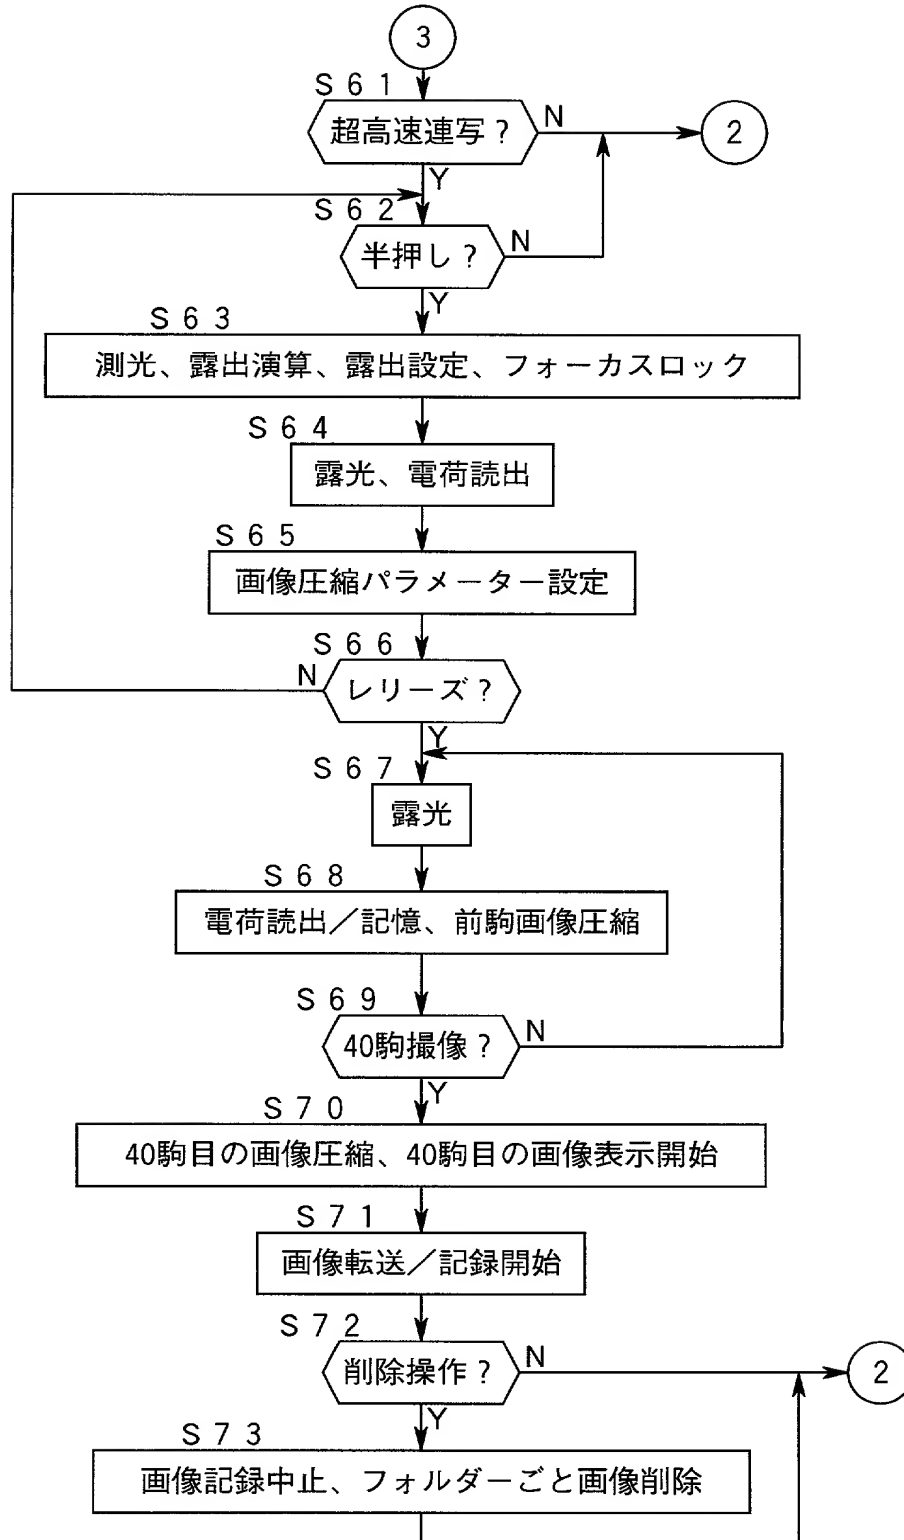 3
S61
超高速連写？
N
2
Y
S62
半押し？
N
Y
S63
測光、露出演算、露出設定、フォーカスロック
S64
露光、電荷読出
S65
画像圧縮パラメーター設定
S66
N
レリーズ？
Y
S67
露光
S68
電荷読出／記憶、前駒画像圧縮
S69
40駒撮像？
N
Y
S70
40駒目の画像圧縮、40駒目の画像表示開始
S71
画像転送／記録開始
S72
削除操作？
N
2
Y
S73
画像記録中止、フォルダーごと画像削除